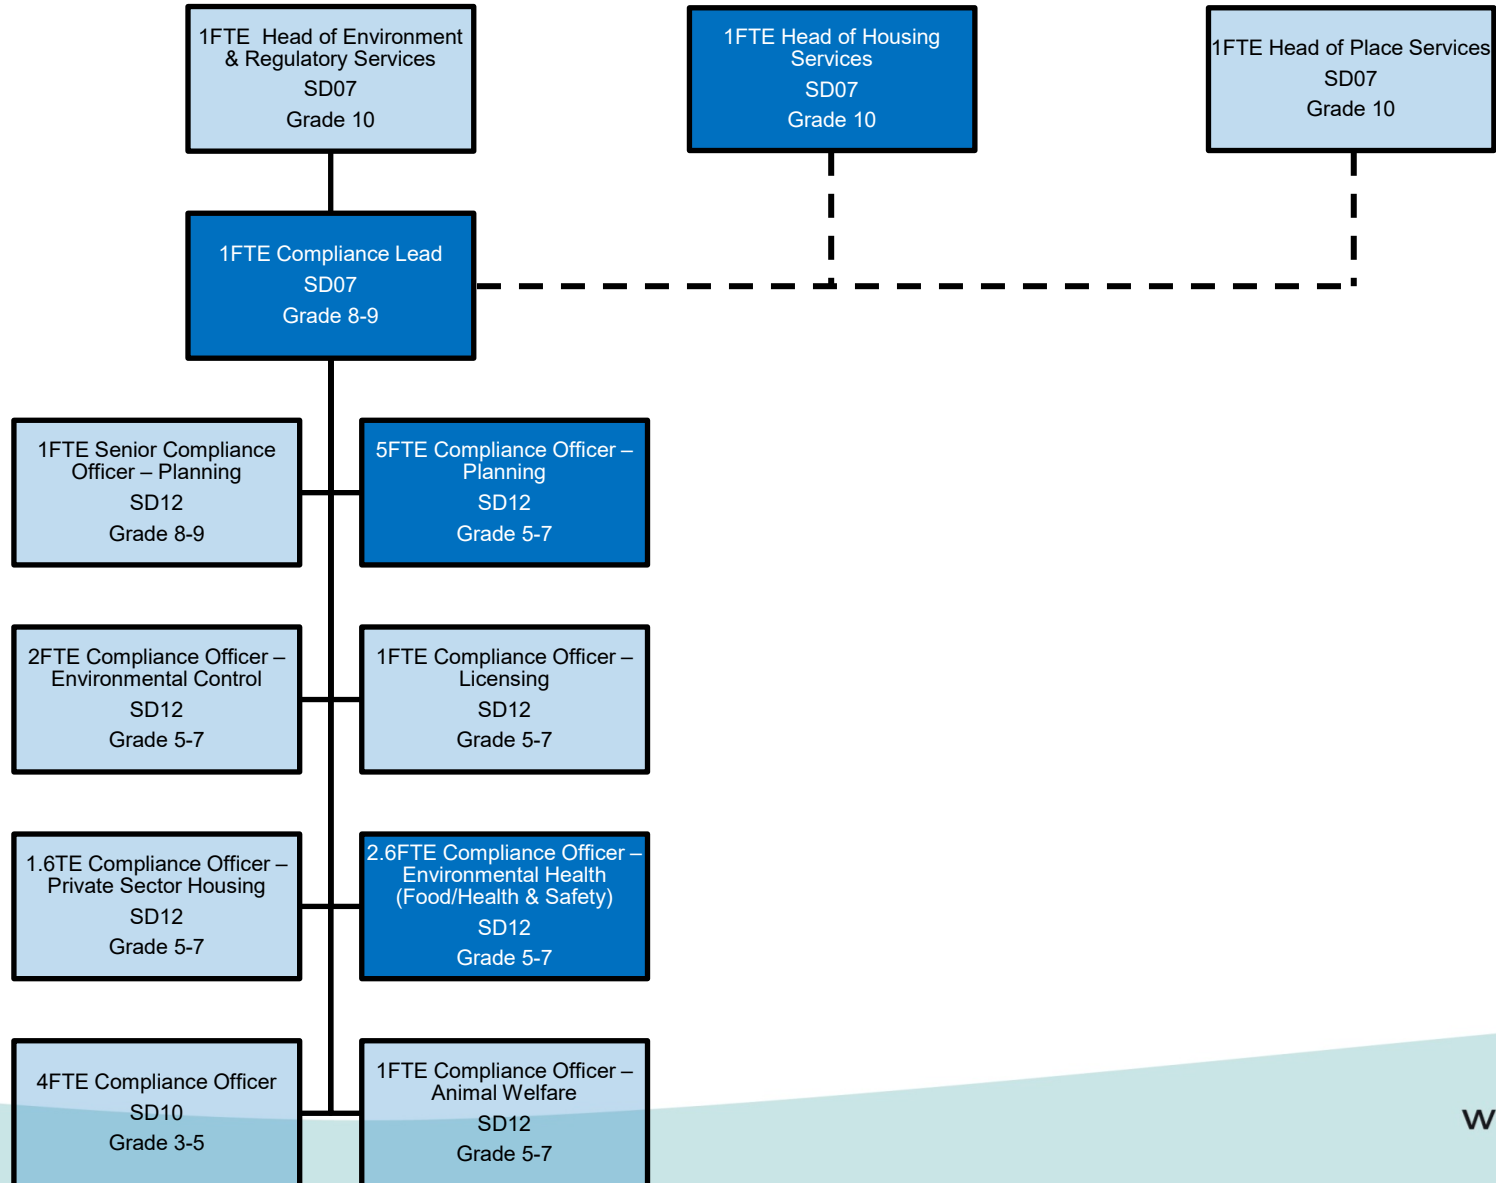 1FTE  Head of Environment
& Regulatory Services
SD07
Grade 10
1FTE Head of Housing
Services
SD07
Grade 10
1FTE Head of Place Services
SD07
Grade 10
1FTE Compliance Lead
SD07
Grade 8-9
1FTE Senior Compliance
Officer – Planning
SD12
Grade 8-9
5FTE Compliance Officer –
Planning
SD12
Grade 5-7
2FTE Compliance Officer –
Environmental Control
SD12
Grade 5-7
1FTE Compliance Officer –
Licensing
SD12
Grade 5-7
1.6TE Compliance Officer –
Private Sector Housing
SD12
Grade 5-7
2.6FTE Compliance Officer –
Environmental Health
(Food/Health & Safety)
SD12
Grade 5-7
4FTE Compliance Officer
SD10
Grade 3-5
1FTE Compliance Officer –
Animal Welfare
SD12
Grade 5-7
w